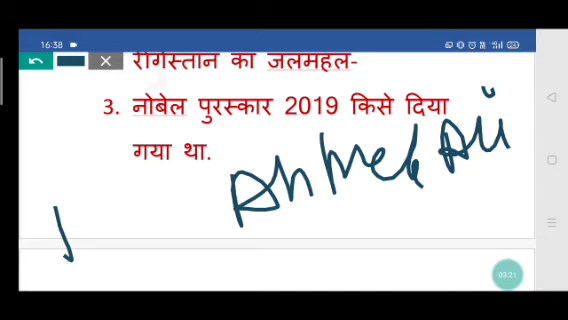 16:38
रेगिस्तान का जलमहल-
3. नोबेल पुरस्कार 2019 किसे दिया
गया था.
Ahmed Ali
03:21